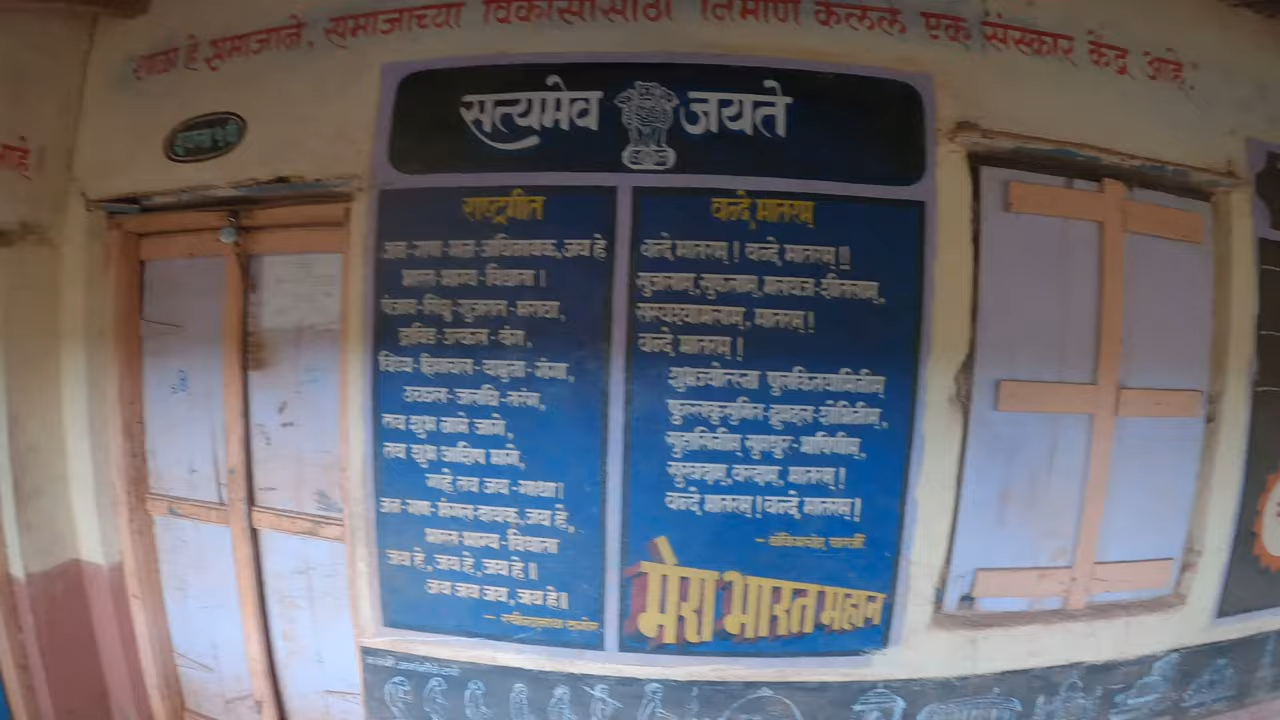 शाळा हे समाजाने, समाजाच्या विकासासाठी निर्माण केलेले एक संस्कार केंद्र आहे.
सत्यमेव जयते
राष्ट्रगीत
जन-गण-मन-अधिनायक, जय हे
भारत-भाग्य-विधाता।
पंजाब-सिंधु-गुजरात-मराठा,
द्राविड-उत्कल-बंग,
विंध्य-हिमाचल-यमुना-गंगा,
उच्छल-जलधि-तरंग,
तव शुभ नामे जागे,
तव शुभ आशिष मागे,
गाहे तव जय-गाथा।
जन-गण-मंगल-दायक, जय हे,
भारत-भाग्य-विधाता
जय हे, जय हे, जय हे॥
जय जय जय, जय हे॥
- रवींद्रनाथ टागोर
वन्दे मातरम्
वन्दे मातरम्! वन्दे मातरम्॥
सुजलाम्, सुफलाम्, मलयज-शीतलाम्,
सस्यश्यामलाम्, मातरम्!
वन्दे मातरम्!
शुभ्रज्योत्स्ना पुलकितयामिनीम्
फुल्लकुसुमित-द्रुमदल-शोभिनीम्,
सुहासिनीम् सुमधुर-भाषिणीम्,
सुखदाम्, वरदाम्, मातरम्!
वन्दे मातरम्! वन्दे मातरम्!
मेरा भारत महान